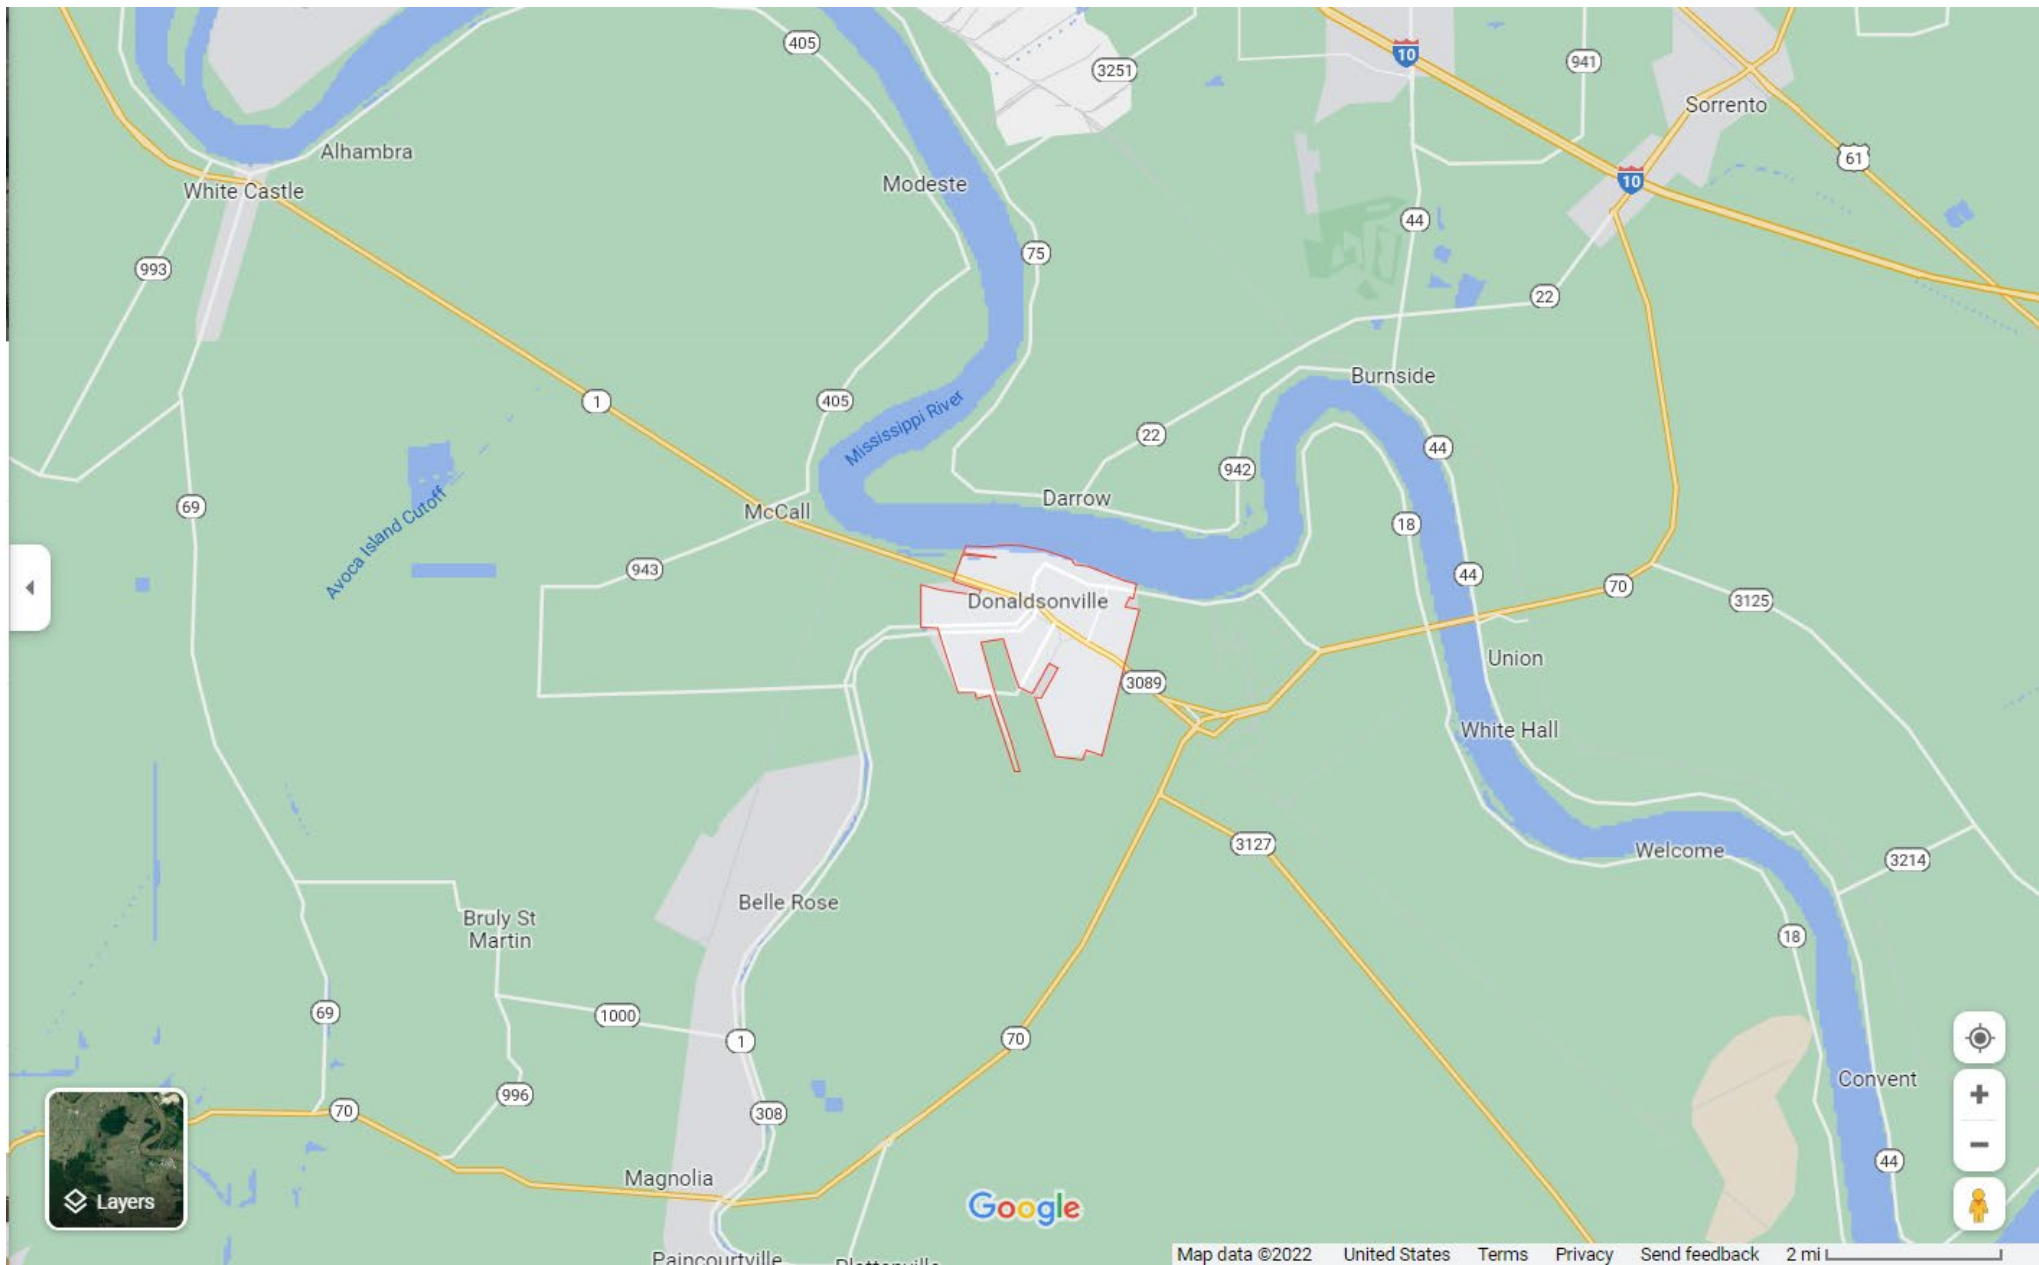 405
10
941
3251
Sorrento
61
Alhambra
10
White Castle
Modeste
44
75
993
22
Burnside
1
405
Mississippi River
22
44
942
69
Darrow
McCall
18
Avoca Island Cutoff
943
44
70
3125
Donaldsonville
Union
3089
White Hall
3127
Welcome
3214
Belle Rose
Bruly St
Martin
18
69
1000
1
70
Convent
996
70
308
44
Magnolia
Layers
Google
Paincourtville
Plattenville
Map data ©2022 United States Terms Privacy Send feedback 2 mi